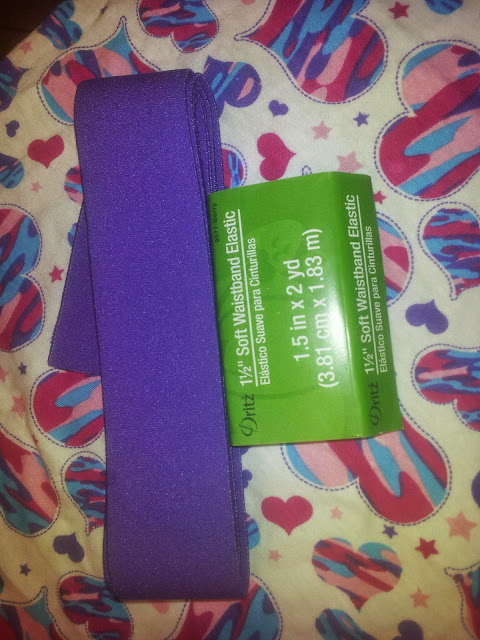 Dritz 1½" Soft Waistband Elastic
Elástico Suave para Cinturillas
1.5 in x 2 yd
(3.81 cm x 1.83 m)
Dritz 1½" Soft Waistband Elastic
Elástico Suave para Cinturillas